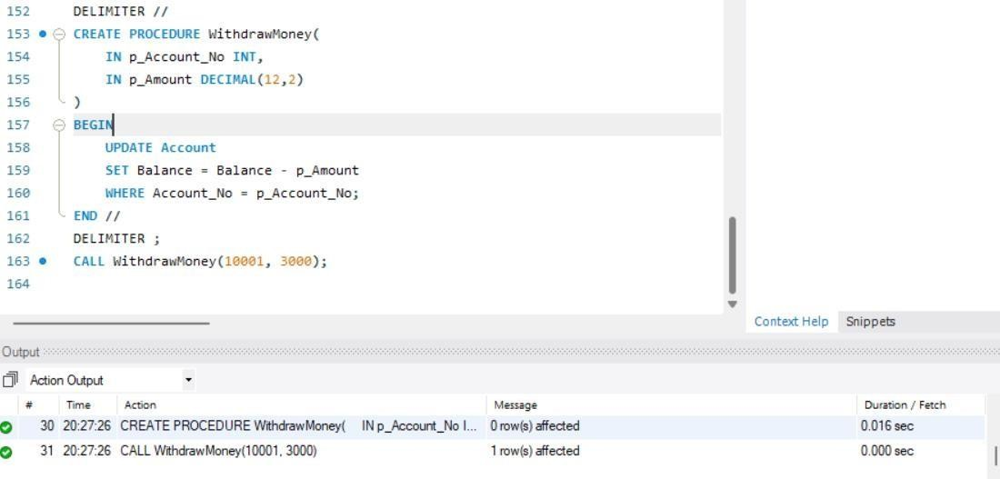 152 DELIMITER //
153 CREATE PROCEDURE WithdrawMoney(
154 IN p_Account_No INT,
155 IN p_Amount DECIMAL(12,2)
156 )
157 BEGIN
158 UPDATE Account
159 SET Balance = Balance - p_Amount
160 WHERE Account_No = p_Account_No;
161 END //
162 DELIMITER ;
163 CALL WithdrawMoney(10001, 3000);
164
Context Help Snippets
Output
Action Output
# Time Action Message Duration / Fetch
30 20:27:26 CREATE PROCEDURE WithdrawMoney( IN p_Account_No I... 0 row(s) affected 0.016 sec
31 20:27:26 CALL WithdrawMoney(10001, 3000) 1 row(s) affected 0.000 sec